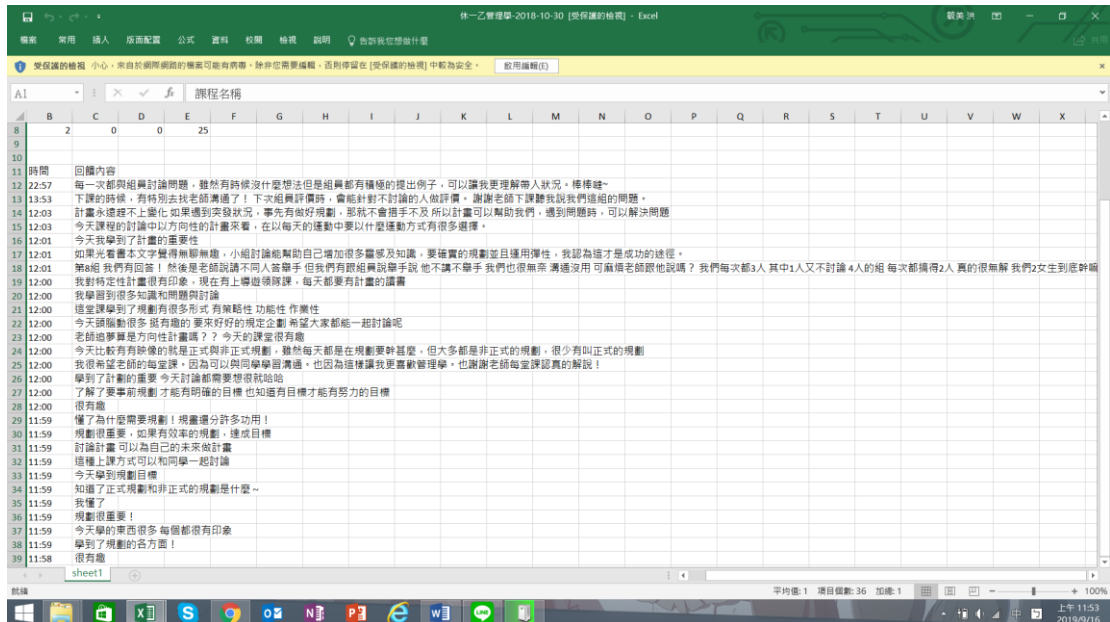 休一乙管理學-2018-10-30 [受保護的檢視] - Excel
檔案 常用 插入 版面配置 公式 資料 校閱 檢視 說明 告訴我您想做什麼 共用
受保護的檢視 小心，來自於網際網路的檔案可能有病毒。除非您需要編輯，否則停留在 [受保護的檢視] 中較為安全。 啟用編輯(E)
A1 fx 課程名稱
B C D E F G H I J K L M N O P Q R S T U V W X
8 2 0 0 25
9
10
11 時間 回饋內容
12 22:57 每一次都與組員討論問題，雖然有時候沒什麼想法但是組員都有積極的提出例子，可以讓我更理解帶人狀況。棒棒噠~
13 13:53 下課的時候，有特別去找老師溝通了！下次組員評價時，會能針對不討論的人做評價。 謝謝老師下課聽我說我們這組的問題。
14 12:03 計畫永遠趕不上變化 如果遇到突發狀況，事先有做好規劃，那就不會措手不及 所以計畫可以幫助我們，遇到問題時，可以解決問題
15 12:03 今天課程的討論中以方向性的計畫來看，在以每天的運動中要以什麼運動方式有很多選擇。
16 12:01 今天我學到了計畫的重要性
17 12:01 如果光看書本文字覺得無聊無趣，小組討論能幫助自己增加很多靈感及知識，要確實的規劃並且運用彈性，我認為這才是成功的途徑。
18 12:01 第8組 我們有回答！ 然後是老師說請不同人答舉手 但我們有跟組員說舉手說 他不講不舉手 我們也很無奈 溝通沒用 可麻煩老師跟他說嗎？ 我們每次都3人 其中1人又不討論 4人的組 每次都搞得2人 真的很無解 我們2女生到底幹嘛
19 12:00 我對特定性計畫很有印象，現在有上導遊領隊課，每天都要有計畫的讀書
20 12:00 我學習到很多知識和問題與討論
21 12:00 這堂課學到了規劃有很多形式 有策略性 功能性 作業性
22 12:00 今天頭腦動很多 挺有趣的 要來好好的規定企劃 希望大家都能一起討論呢
23 12:00 老師追夢算是方向性計畫嗎？？ 今天的課堂很有趣
24 12:00 今天比較有有映像的就是正式與非正式規劃，雖然每天都是在規劃要幹甚麼，但大多都是非正式的規劃，很少有叫正式的規劃
25 12:00 我很希望老師的每堂課。因為可以與同學學習溝通。也因為這樣讓我更喜歡管理學。也謝謝老師每堂課認真的解說！
26 12:00 學到了計劃的重要 今天討論都需要想很就哈哈
27 12:00 了解了要事前規劃 才能有明確的目標 也知道有目標才能有努力的目標
28 12:00 很有趣
29 11:59 懂了為什麼需要規劃！規畫還分許多功用！
30 11:59 規劃很重要，如果有效率的規劃，達成目標
31 11:59 討論計畫 可以為自己的未來做計畫
32 11:59 這種上課方式可以和同學一起討論
33 11:59 今天學到規劃目標
34 11:59 知道了正式規劃和非正式的規劃是什麼~
35 11:59 我懂了
36 11:59 規劃很重要！
37 11:59 今天學的東西很多 每個都很有印象
38 11:59 學到了規劃的各方面！
39 11:58 很有趣
sheet1
就緒 平均值: 1 項目個數: 36 加總: 1 100%
中 上午 11:53
2019/9/16